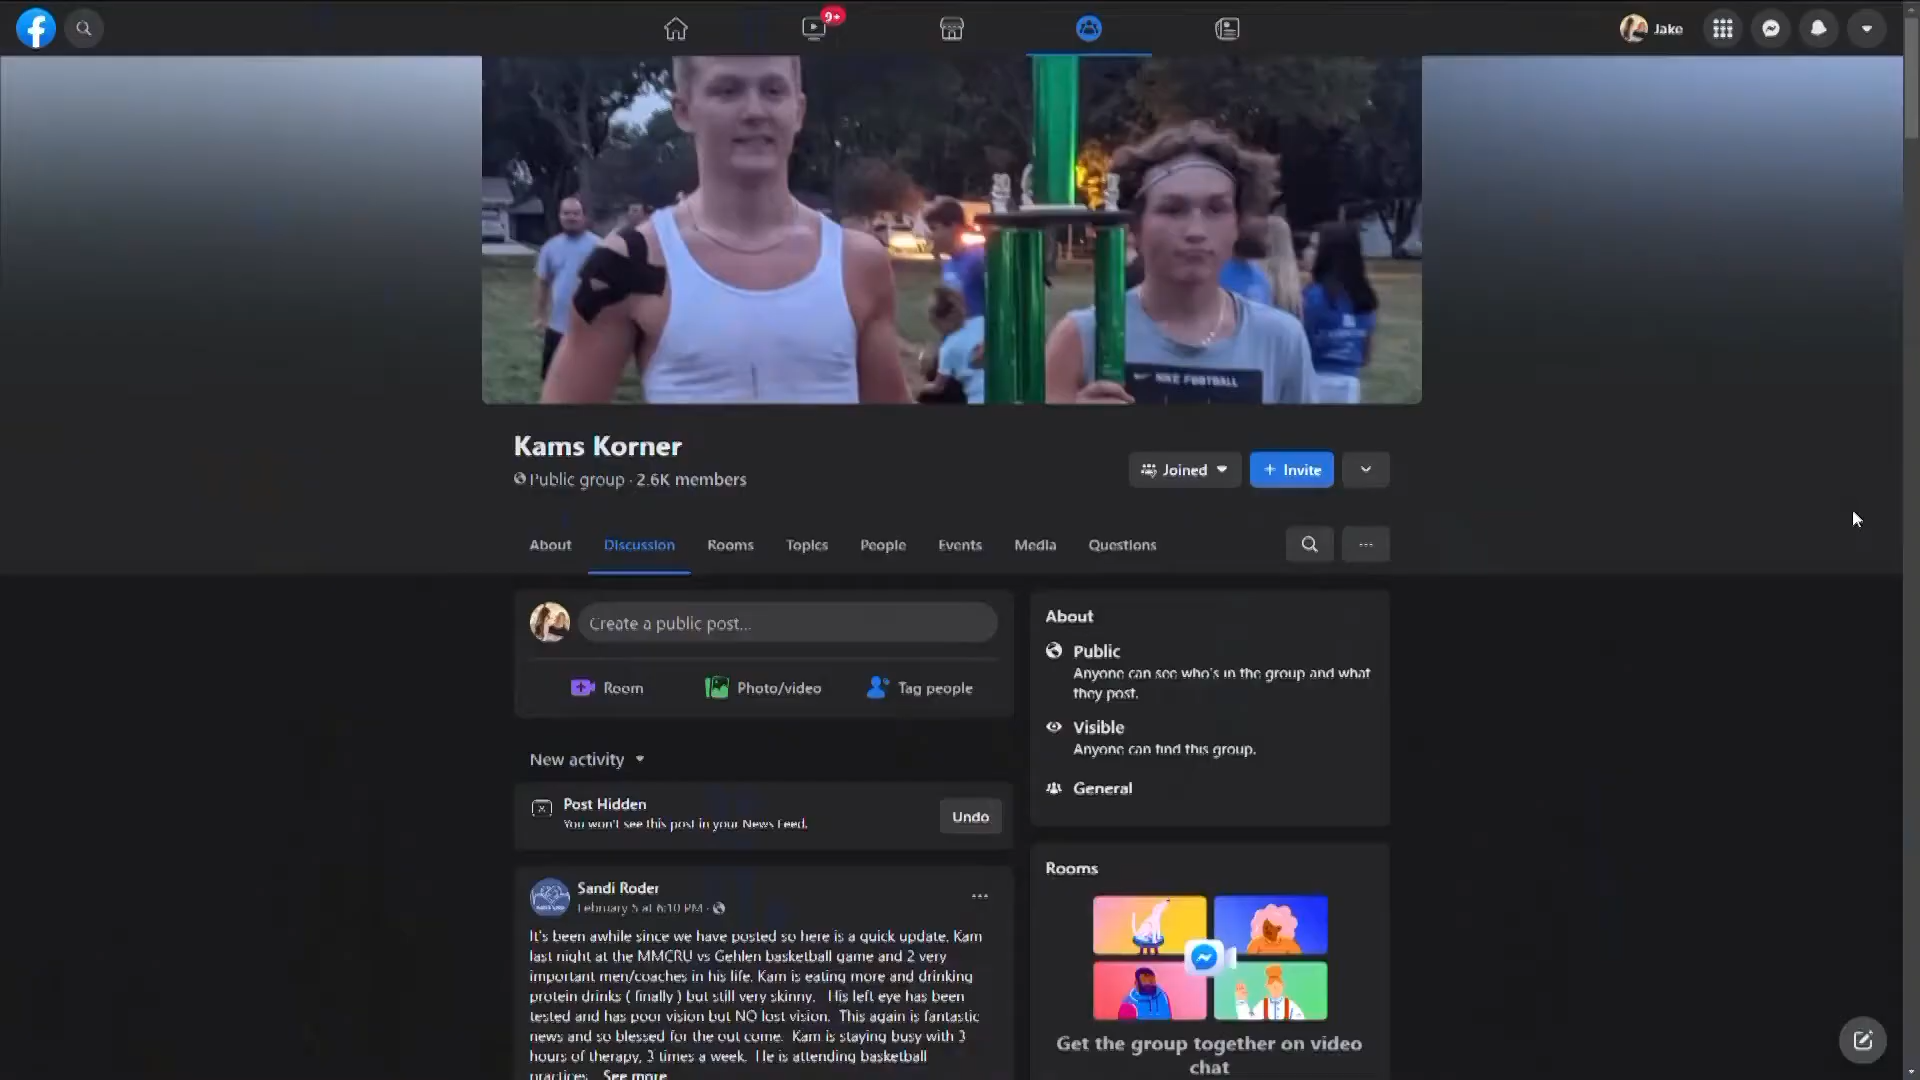 9+
Jake
NIKE FOOTBALL
Kams Korner
Public group · 2.6K members
Joined
+ Invite
About
Discussion
Rooms
Topics
People
Events
Media
Questions
Create a public post...
Room
Photo/video
Tag people
New activity
Post Hidden
You won't see this post in your News Feed.
Undo
Sandi Roder
February 5 at 6:10 PM ·
It's been awhile since we have posted so here is a quick update. Kam
last night at the MMCRU vs Gehlen basketball game and 2 very
important men/coaches in his life. Kam is eating more and drinking
protein drinks ( finally ) but still very skinny. His left eye has been
tested and has poor vision but NO lost vision. This again is fantastic
news and so blessed for the out come. Kam is staying busy with 3
hours of therapy, 3 times a week. He is attending basketball
practices... See more
About
Public
Anyone can see who's in the group and what
they post.
Visible
Anyone can find this group.
General
Rooms
Get the group together on video
chat